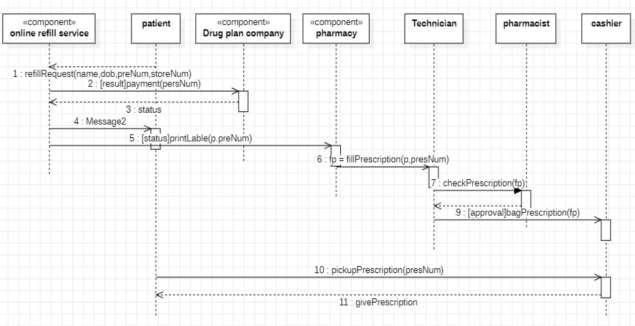 «component»
online refill service
patient
«component»
Drug plan company
«component»
pharmacy
Technician
pharmacist
cashier
1 : refillRequest(name,dob,preNum,storeNum)
2 : [result]payment(persNum)
3 : status
4 : Message2
5 : [status]printLable(p.preNum)
6 : fp = fillPrescription(p,presNum)
7 : checkPrescription(fp);
9 : [approval]bagPrescription(fp)
10 : pickupPrescription(presNum)
11 : givePrescription